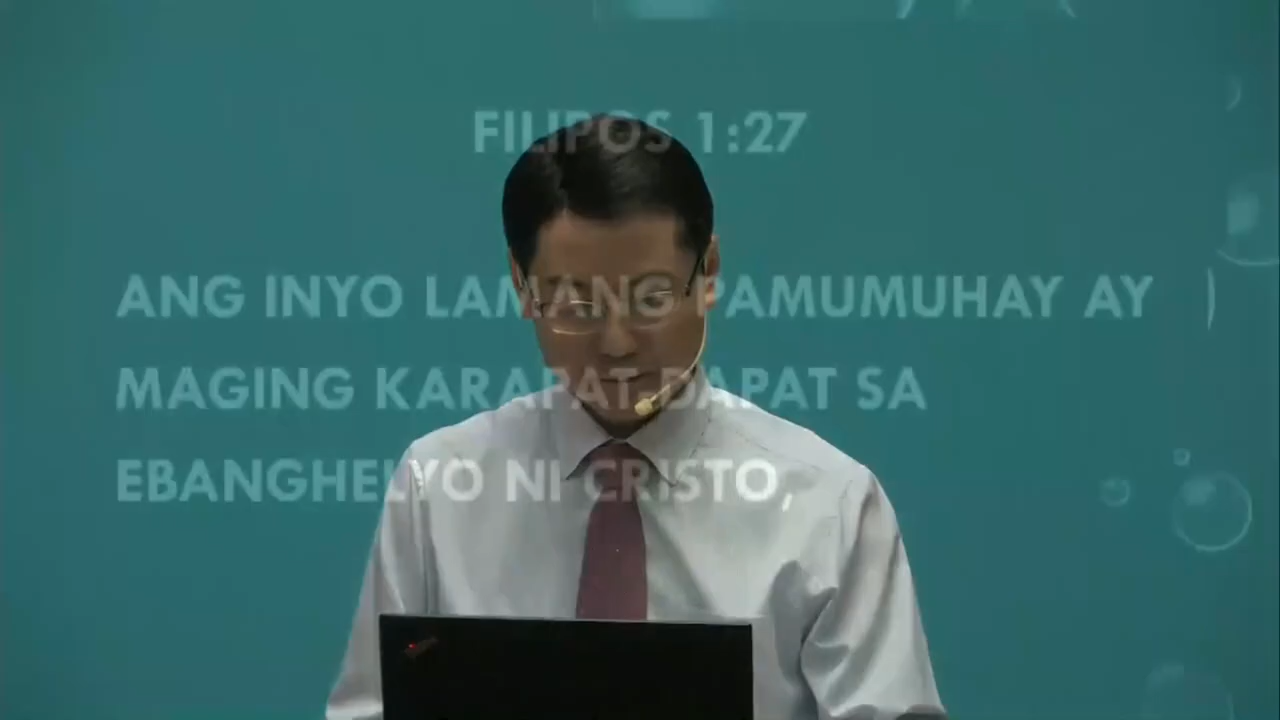 FILIPOS 1:27
ANG INYO LAMANG PAMUMUHAY AY
MAGING KARAPAT-DAPAT SA
EBANGHELYO NI CRISTO,